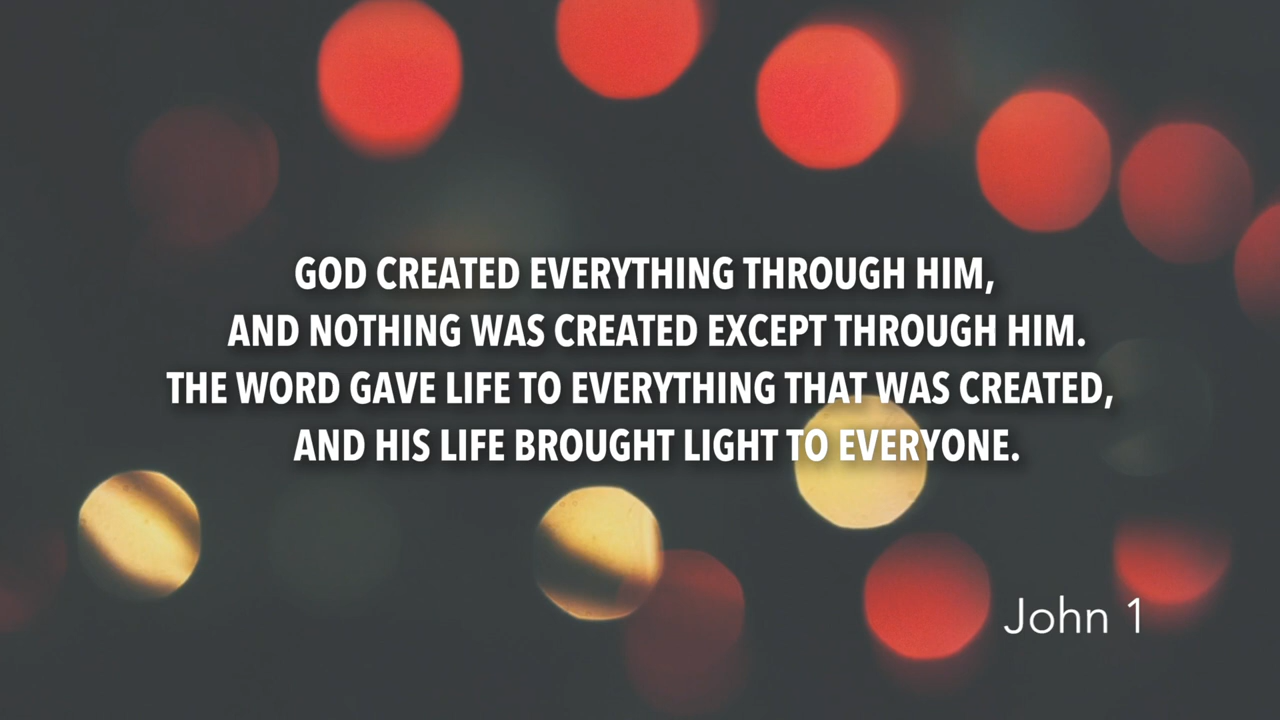 GOD CREATED EVERYTHING THROUGH HIM,
AND NOTHING WAS CREATED EXCEPT THROUGH HIM.
THE WORD GAVE LIFE TO EVERYTHING THAT WAS CREATED,
AND HIS LIFE BROUGHT LIGHT TO EVERYONE.
John 1